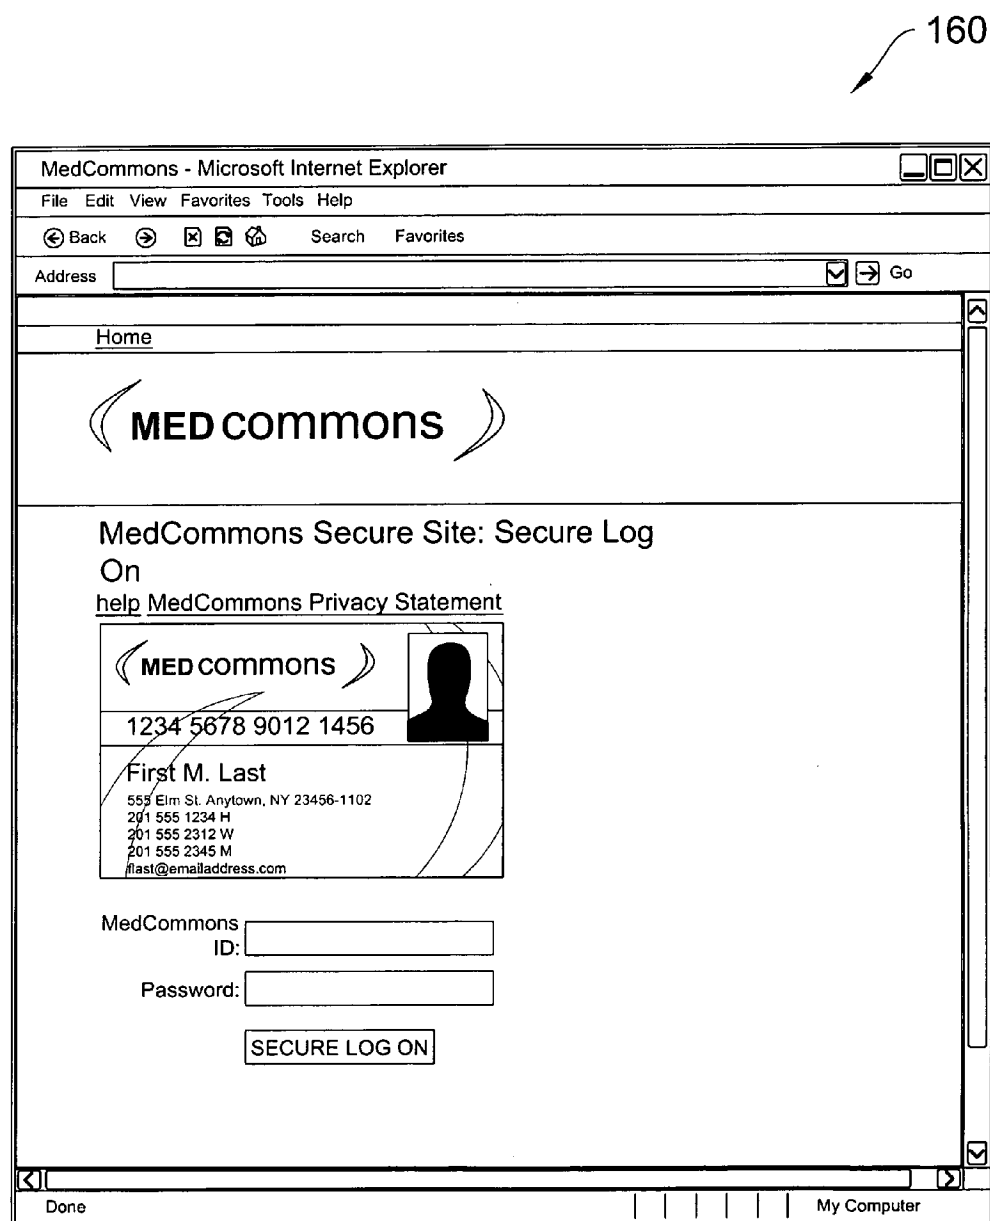 160
MedCommons - Microsoft Internet Explorer
File Edit View Favorites Tools Help
Back Search Favorites
Address Go
Home
MED commons
MedCommons Secure Site: Secure Log
On
help MedCommons Privacy Statement
MED commons
1234 5678 9012 1456
First M. Last
555 Elm St. Anytown, NY 23456-1102
201 555 1234 H
201 555 2312 W
201 555 2345 M
flast@emailaddress.com
MedCommons
ID:
Password:
SECURE LOG ON
Done My Computer